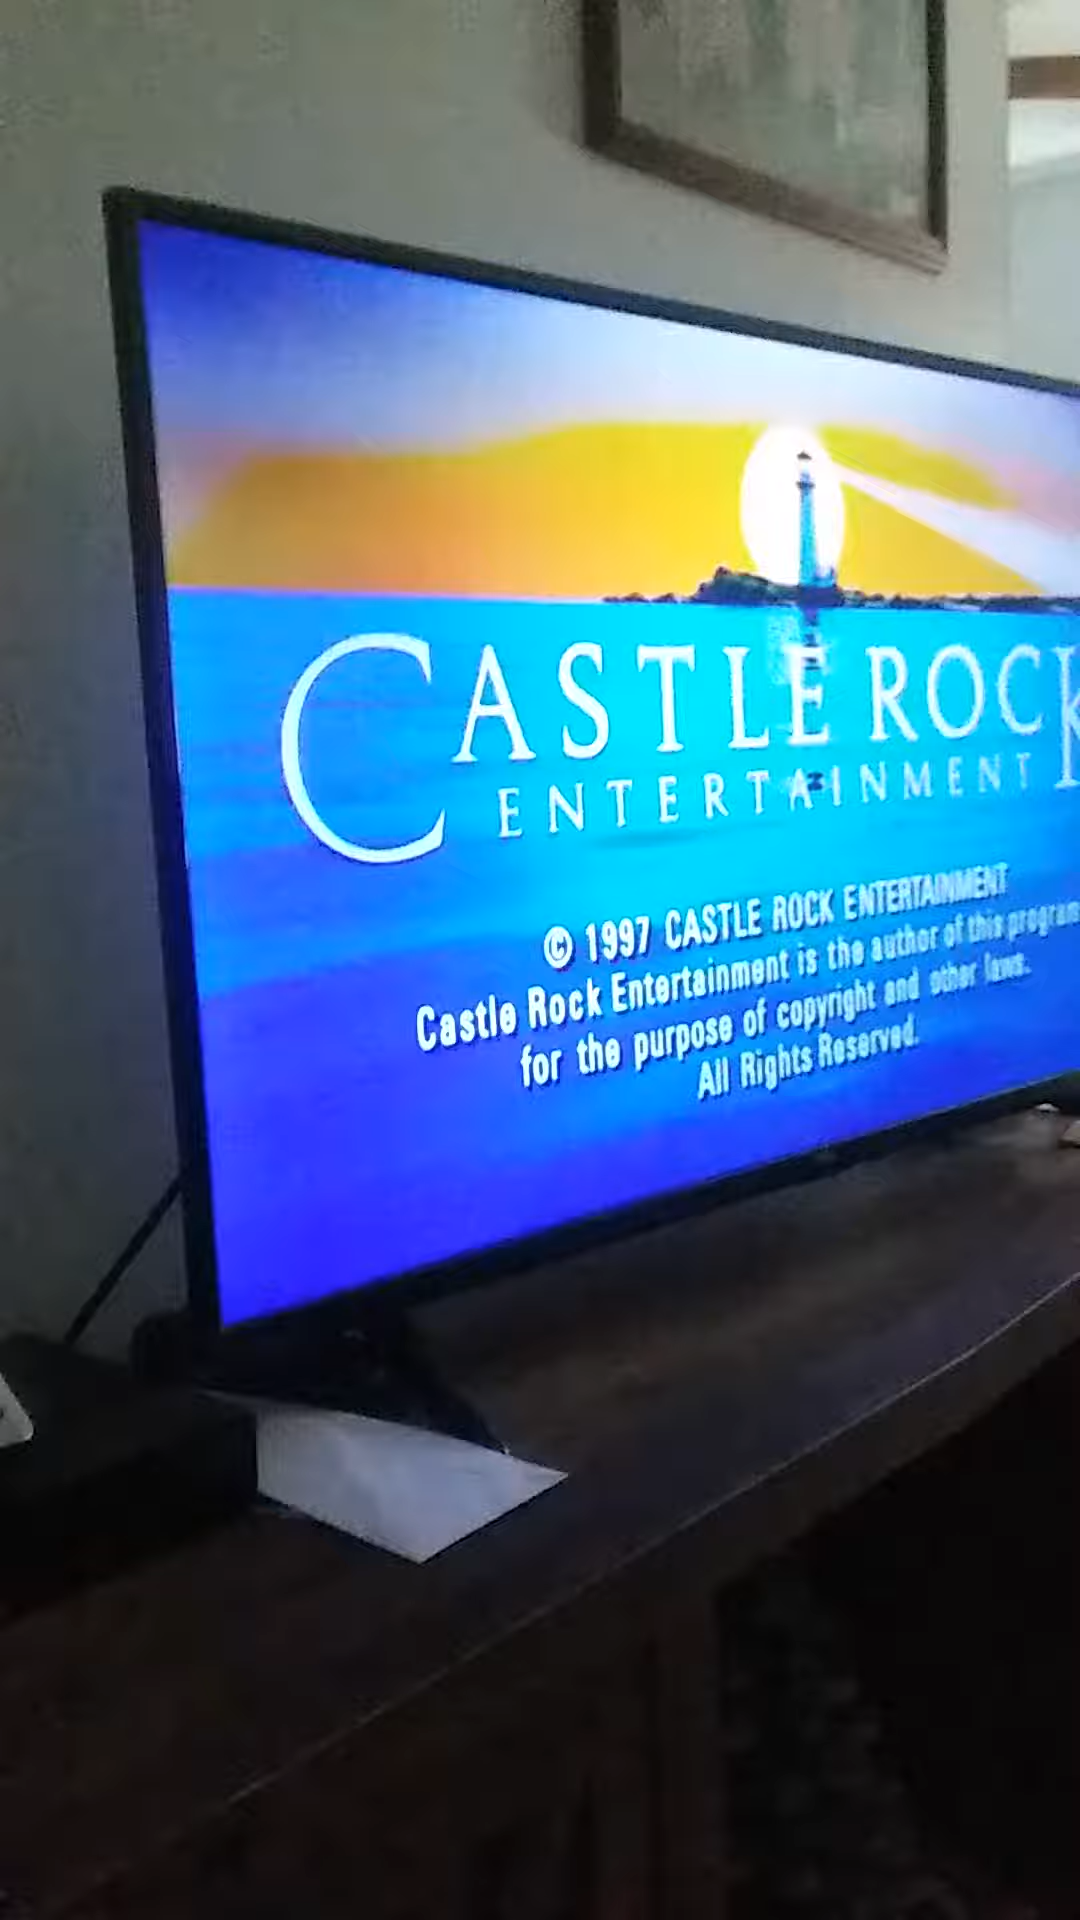 CASTLE ROCK
ENTERTAINMENT
© 1997 CASTLE ROCK ENTERTAINMENT
Castle Rock Entertainment is the author of this program
for the purpose of copyright and other laws.
All Rights Reserved.